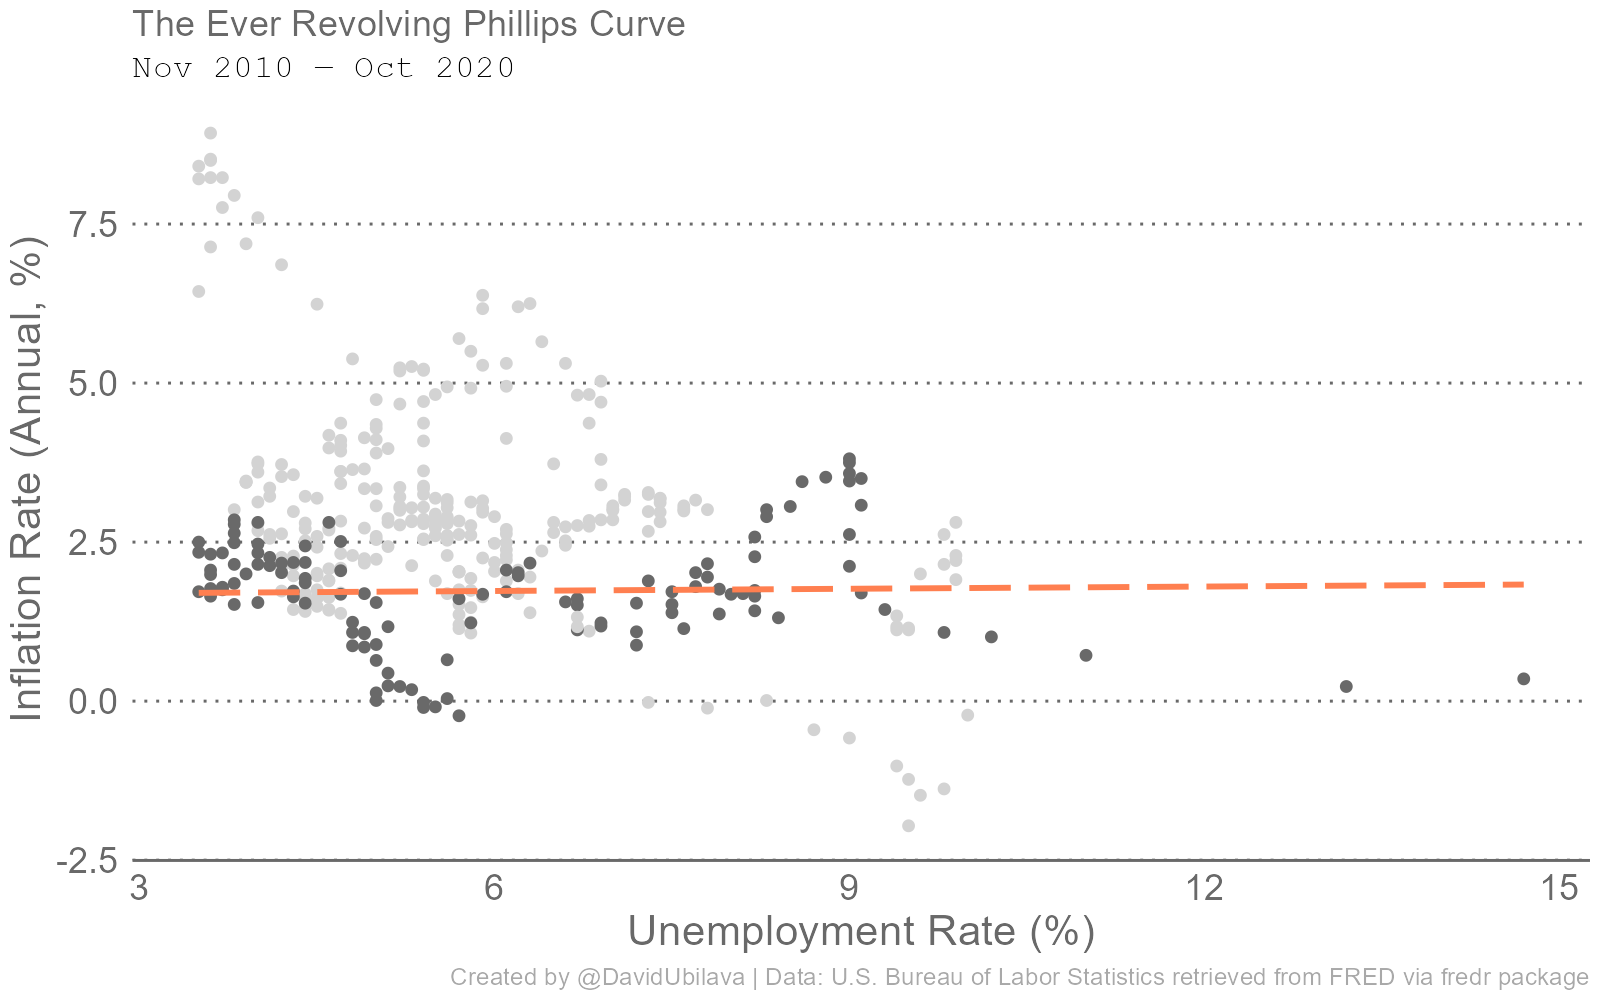 The Ever Revolving Phillips Curve
Nov 2010 — Oct 2020
Inflation Rate (Annual, %)
7.5
5.0
2.5
0.0
-2.5
3 6 9 12 15
Unemployment Rate (%)
Created by @DavidUbilava | Data: U.S. Bureau of Labor Statistics retrieved from FRED via fredr package